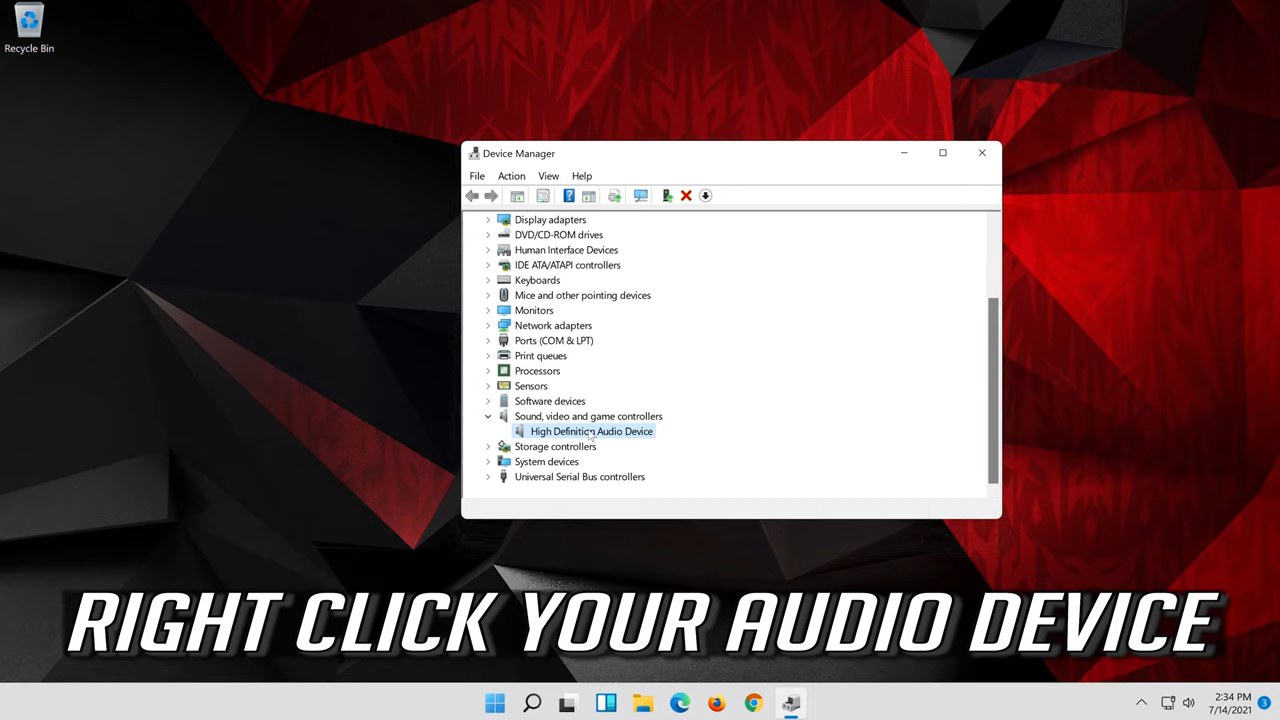 Recycle Bin
Device Manager
File Action View Help
Display adapters
DVD/CD-ROM drives
Human Interface Devices
IDE ATA/ATAPI controllers
Keyboards
Mice and other pointing devices
Monitors
Network adapters
Ports (COM & LPT)
Print queues
Processors
Sensors
Software devices
Sound, video and game controllers
High Definition Audio Device
Storage controllers
System devices
Universal Serial Bus controllers
RIGHT CLICK YOUR AUDIO DEVICE
2:34 PM
7/14/2021
3